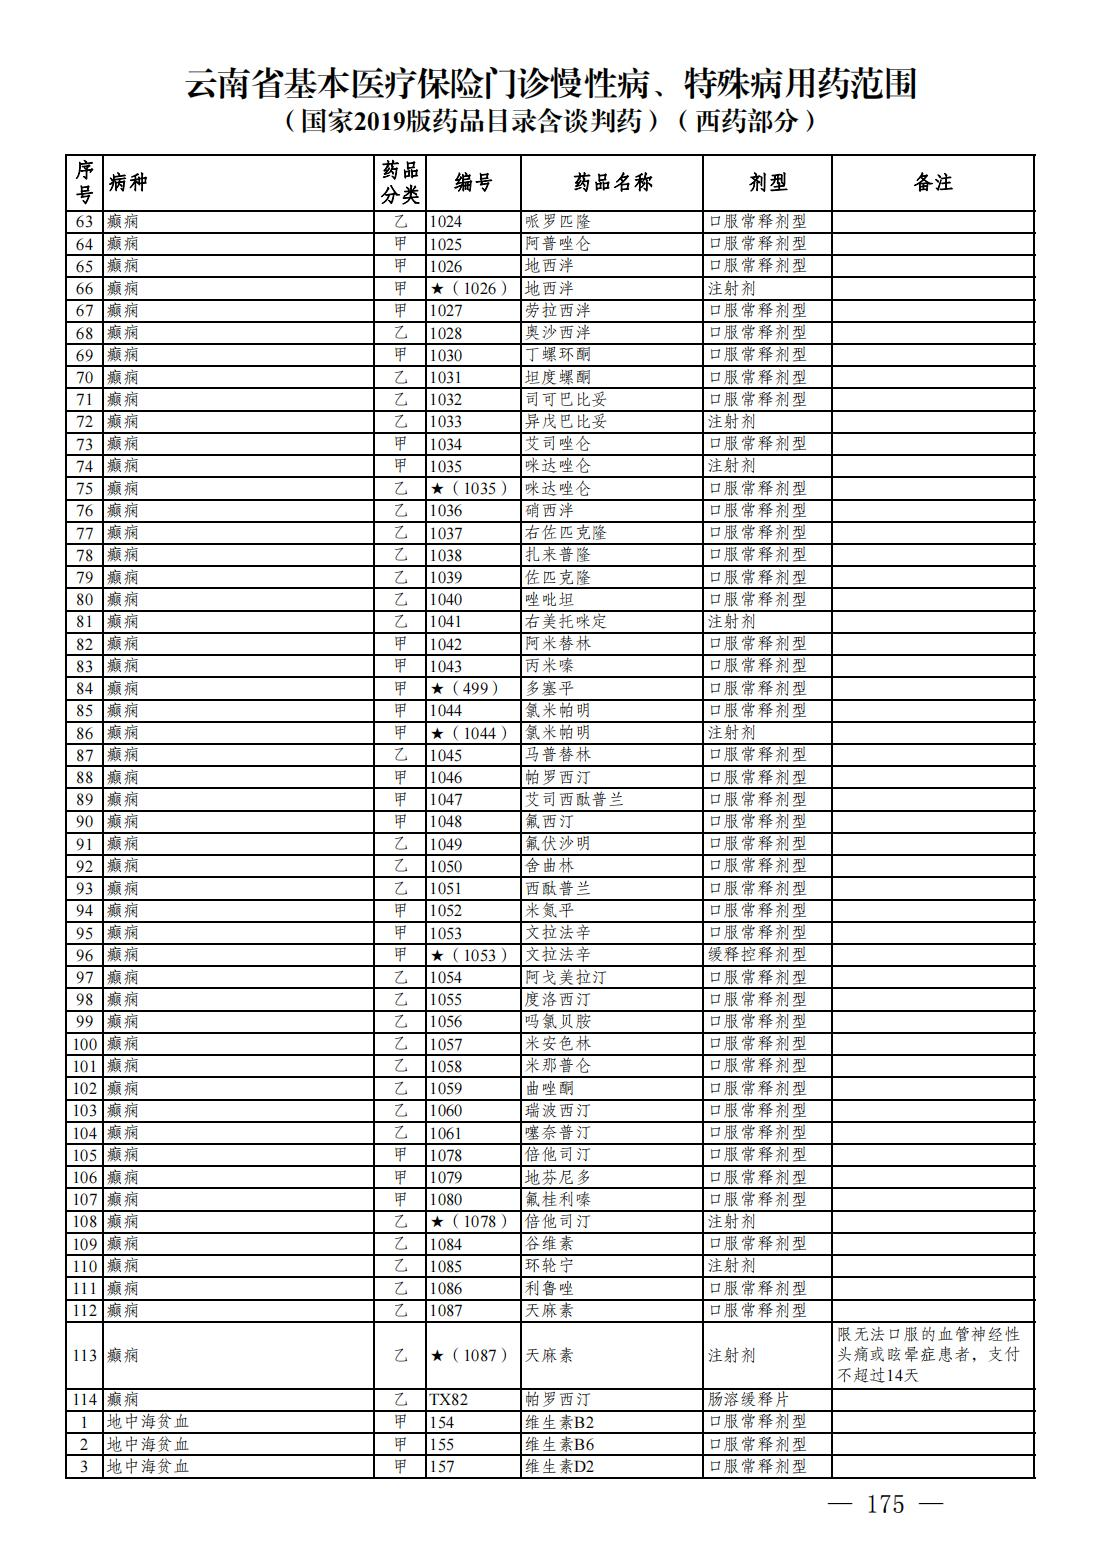 云南省基本医疗保险门诊慢性病、特殊病用药范围
（国家2019版药品目录含谈判药）（西药部分）
序号 病种 药品分类 编号 药品名称 剂型 备注
63 癫痫 乙 1024 哌罗匹隆 口服常释剂型
64 癫痫 甲 1025 阿普唑仑 口服常释剂型
65 癫痫 甲 1026 地西泮 口服常释剂型
66 癫痫 甲 ★（1026） 地西泮 注射剂
67 癫痫 甲 1027 劳拉西泮 口服常释剂型
68 癫痫 乙 1028 奥沙西泮 口服常释剂型
69 癫痫 甲 1030 丁螺环酮 口服常释剂型
70 癫痫 乙 1031 坦度螺酮 口服常释剂型
71 癫痫 乙 1032 司可巴比妥 口服常释剂型
72 癫痫 乙 1033 异戊巴比妥 注射剂
73 癫痫 甲 1034 艾司唑仑 口服常释剂型
74 癫痫 甲 1035 咪达唑仑 注射剂
75 癫痫 乙 ★（1035） 咪达唑仑 口服常释剂型
76 癫痫 乙 1036 硝西泮 口服常释剂型
77 癫痫 乙 1037 右佐匹克隆 口服常释剂型
78 癫痫 乙 1038 扎来普隆 口服常释剂型
79 癫痫 乙 1039 佐匹克隆 口服常释剂型
80 癫痫 乙 1040 唑吡坦 口服常释剂型
81 癫痫 乙 1041 右美托咪定 注射剂
82 癫痫 甲 1042 阿米替林 口服常释剂型
83 癫痫 甲 1043 丙米嗪 口服常释剂型
84 癫痫 甲 ★（499） 多塞平 口服常释剂型
85 癫痫 甲 1044 氯米帕明 口服常释剂型
86 癫痫 甲 ★（1044） 氯米帕明 注射剂
87 癫痫 乙 1045 马普替林 口服常释剂型
88 癫痫 甲 1046 帕罗西汀 口服常释剂型
89 癫痫 甲 1047 艾司西酞普兰 口服常释剂型
90 癫痫 甲 1048 氟西汀 口服常释剂型
91 癫痫 乙 1049 氟伏沙明 口服常释剂型
92 癫痫 乙 1050 舍曲林 口服常释剂型
93 癫痫 乙 1051 西酞普兰 口服常释剂型
94 癫痫 甲 1052 米氮平 口服常释剂型
95 癫痫 甲 1053 文拉法辛 口服常释剂型
96 癫痫 甲 ★（1053） 文拉法辛 缓释控释剂型
97 癫痫 乙 1054 阿戈美拉汀 口服常释剂型
98 癫痫 乙 1055 度洛西汀 口服常释剂型
99 癫痫 乙 1056 吗氯贝胺 口服常释剂型
100 癫痫 乙 1057 米安色林 口服常释剂型
101 癫痫 乙 1058 米那普仑 口服常释剂型
102 癫痫 乙 1059 曲唑酮 口服常释剂型
103 癫痫 乙 1060 瑞波西汀 口服常释剂型
104 癫痫 乙 1061 噻奈普汀 口服常释剂型
105 癫痫 甲 1078 倍他司汀 口服常释剂型
106 癫痫 甲 1079 地芬尼多 口服常释剂型
107 癫痫 甲 1080 氟桂利嗪 口服常释剂型
108 癫痫 乙 ★（1078） 倍他司汀 注射剂
109 癫痫 乙 1084 谷维素 口服常释剂型
110 癫痫 乙 1085 环轮宁 注射剂
111 癫痫 乙 1086 利鲁唑 口服常释剂型
112 癫痫 乙 1087 天麻素 口服常释剂型
113 癫痫 乙 ★（1087） 天麻素 注射剂 限无法口服的血管神经性
头痛或眩晕症患者，支付
不超过14天
114 癫痫 乙 TX82 帕罗西汀 肠溶缓释片
1 地中海贫血 甲 154 维生素B2 口服常释剂型
2 地中海贫血 甲 155 维生素B6 口服常释剂型
3 地中海贫血 甲 157 维生素D2 口服常释剂型
— 175 —